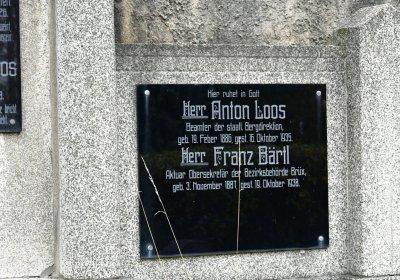 Hier ruhet in Gott
Herr Anton Loos
Beamter der staatl. Bergdirektion,
geb. 19. Feber 1886, gest. 16. Oktober 1935.
Herr Franz Bärtl
Aktuar Obersekretär der Bezirksbehörde Brüx,
geb. 3. November 1887, gest. 19. Oktober 1938.